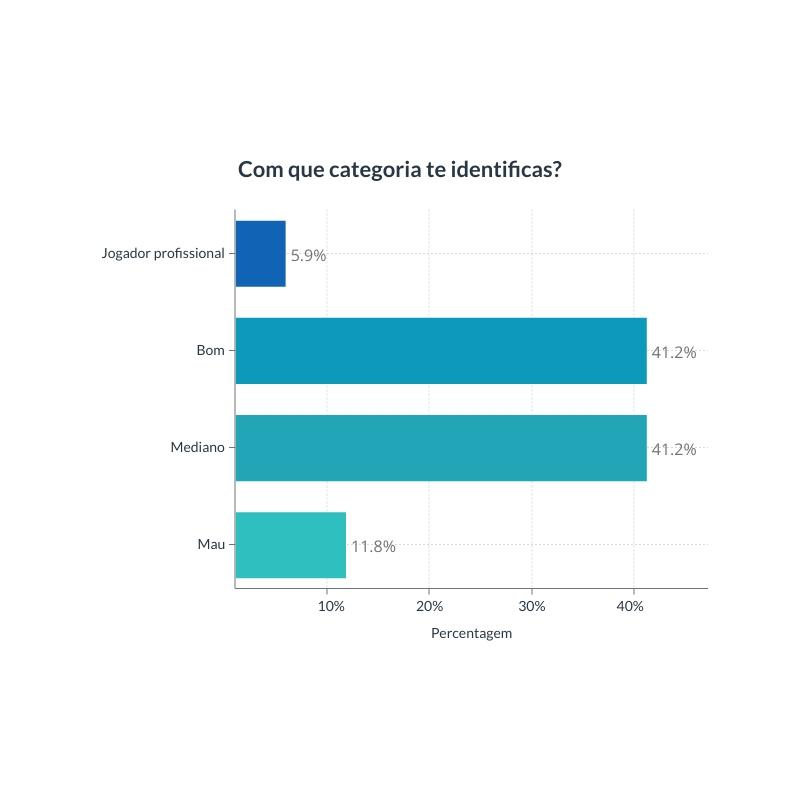 Com que categoria te identificas?
Jogador profissional
5.9%
Bom
41.2%
Mediano
41.2%
Mau
11.8%
10% 20% 30% 40%
Percentagem